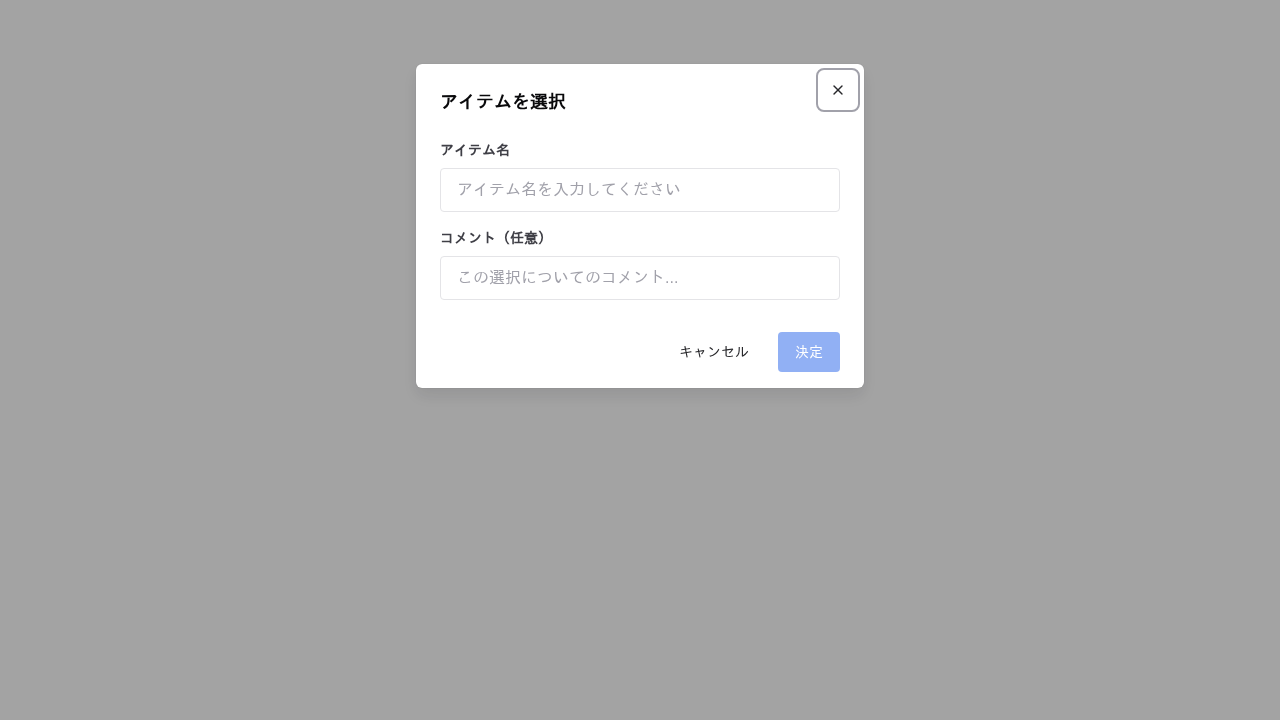 アイテムを選択
アイテム名
アイテム名を入力してください
コメント（任意）
この選択についてのコメント...
キャンセル
決定